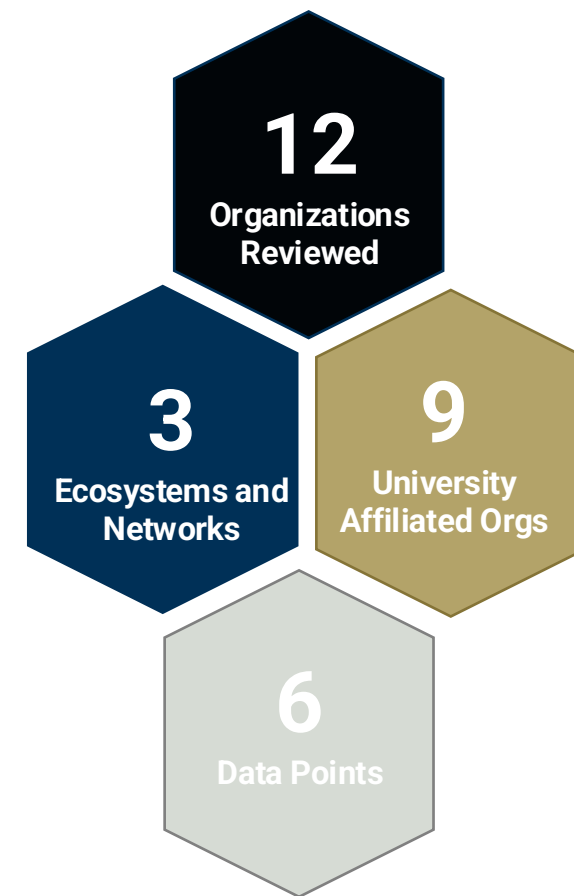 12
Organizations
Reviewed
3
Ecosystems and
Networks
9
University
Affiliated Orgs
6
Data Points